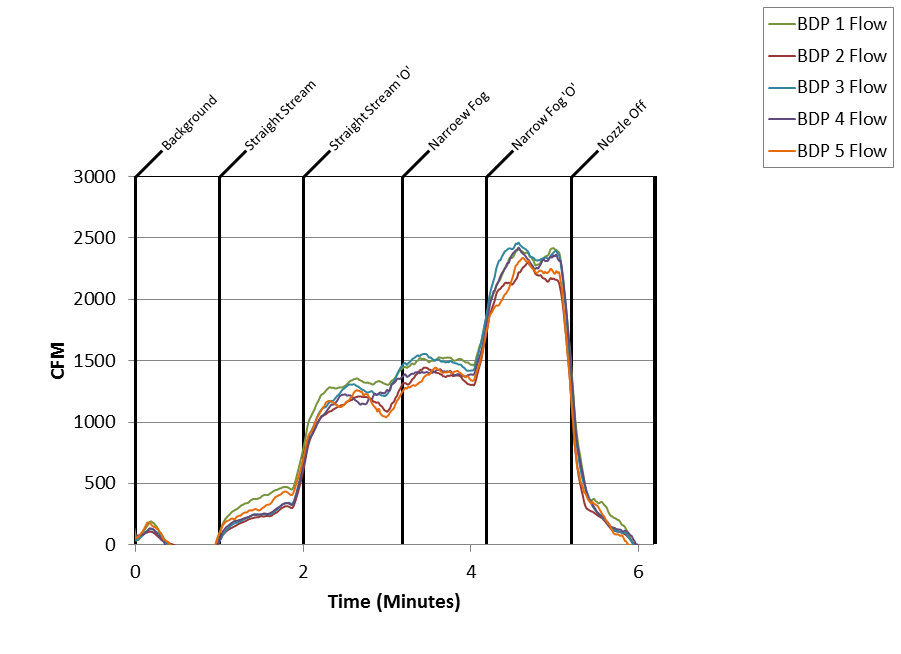 BDP 1 Flow
BDP 2 Flow
BDP 3 Flow
BDP 4 Flow
BDP 5 Flow
Background
Straight Stream
Straight Stream 'O'
Narroew Fog
Narrow Fog 'O'
Nozzle Off
3000
2500
2000
1500
1000
500
0
CFM
0 2 4 6
Time (Minutes)